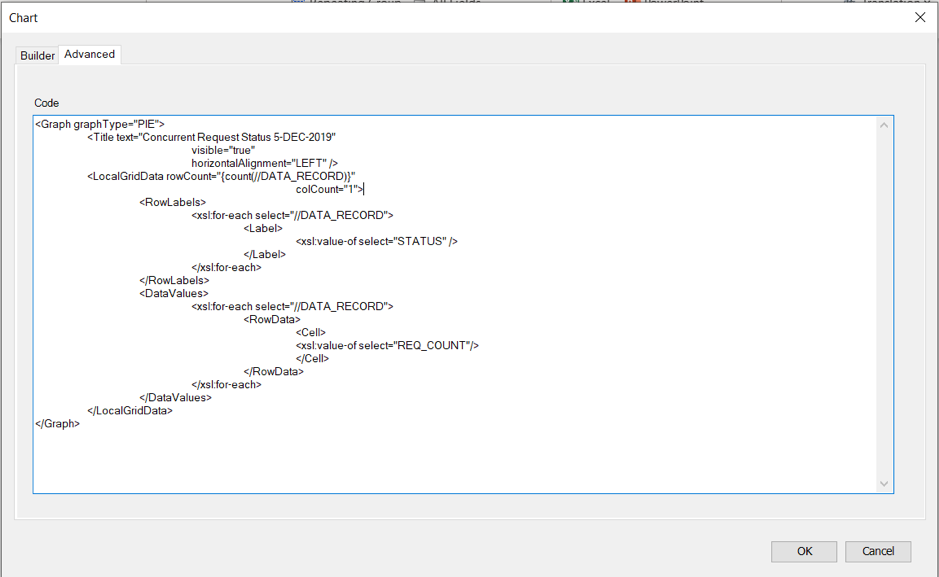 Chart
Builder
Advanced
Code
<Graph graphType="PIE">
<Title text="Concurrent Request Status 5-DEC-2019"
visible="true"
horizontalAlignment="LEFT" />
<LocalGridData rowCount="{count(//DATA_RECORD)}"
colCount="1">
<RowLabels>
<xsl:for-each select="//DATA_RECORD">
<Label>
<xsl:value-of select="STATUS" />
</Label>
</xsl:for-each>
</RowLabels>
<DataValues>
<xsl:for-each select="//DATA_RECORD">
<RowData>
<Cell>
<xsl:value-of select="REQ_COUNT"/>
</Cell>
</RowData>
</xsl:for-each>
</DataValues>
</LocalGridData>
</Graph>
OK
Cancel